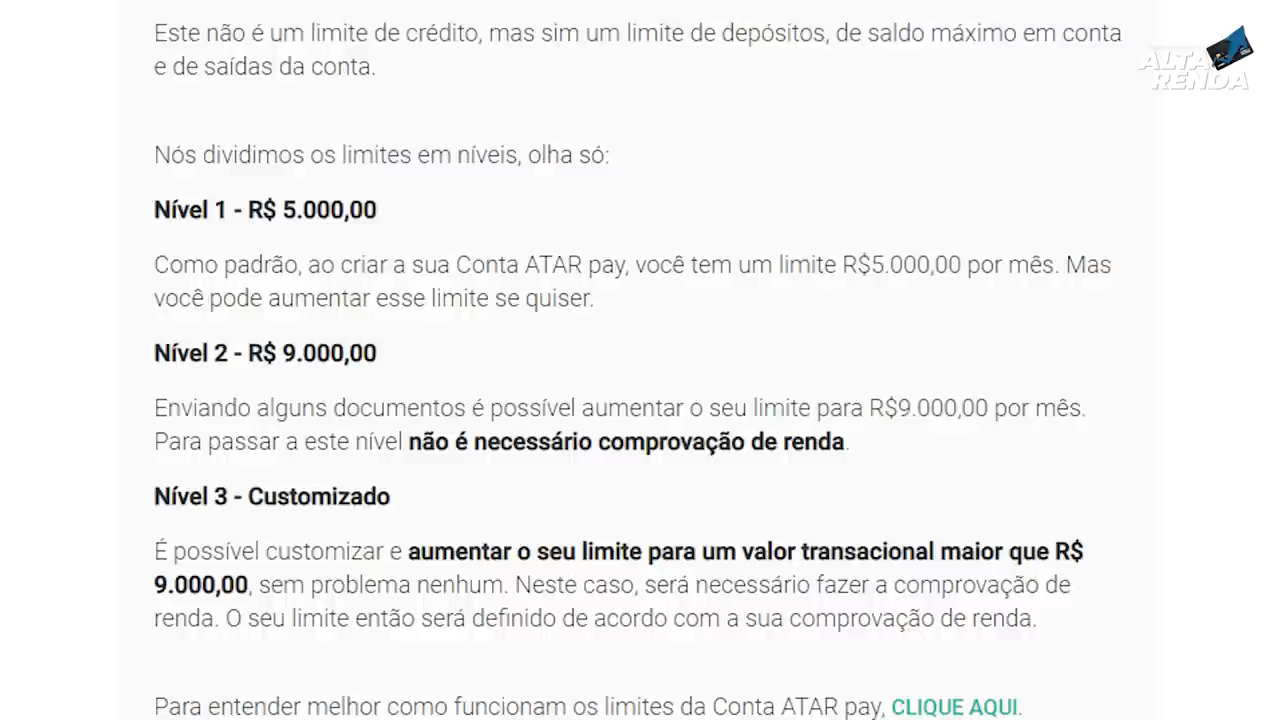 Este não é um limite de crédito, mas sim um limite de depósitos, de saldo máximo em conta
e de saídas da conta.
ALTA
RENDA
Nós dividimos os limites em níveis, olha só:
Nível 1 - R$ 5.000,00
Como padrão, ao criar a sua Conta ATAR pay, você tem um limite R$5.000,00 por mês. Mas
você pode aumentar esse limite se quiser.
Nível 2 - R$ 9.000,00
Enviando alguns documentos é possível aumentar o seu limite para R$9.000,00 por mês.
Para passar a este nível não é necessário comprovação de renda.
Nível 3 - Customizado
É possível customizar e aumentar o seu limite para um valor transacional maior que R$
9.000,00, sem problema nenhum. Neste caso, será necessário fazer a comprovação de
renda. O seu limite então será definido de acordo com a sua comprovação de renda.
Para entender melhor como funcionam os limites da Conta ATAR pay, CLIQUE AQUI.